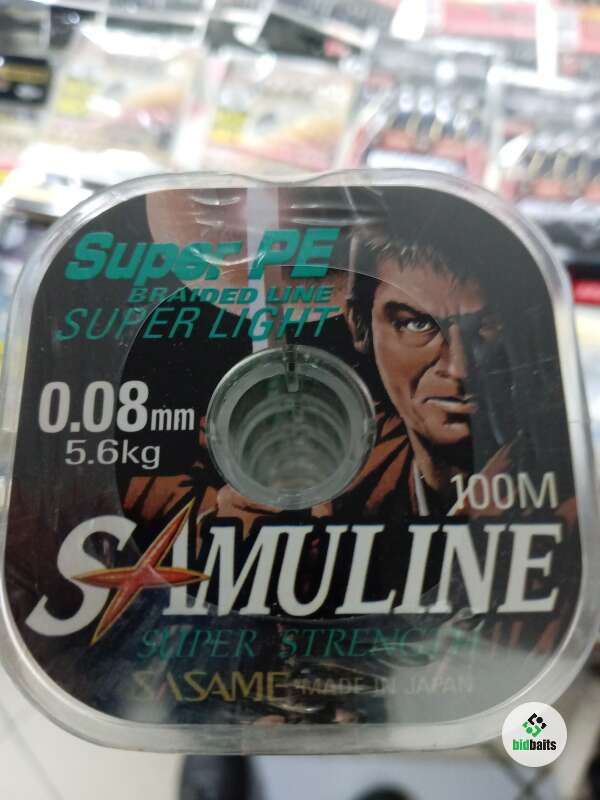 Super PE
BRAIDED LINE
SUPER LIGHT
0.08mm
5.6kg
100M
SAMULINE
SUPER STRENGTH
SASAME MADE IN JAPAN
bidbaits